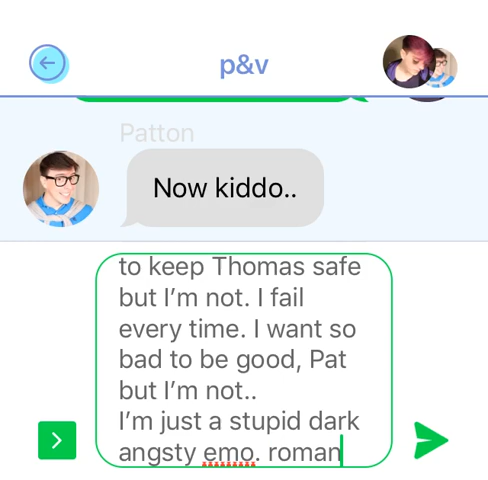 p&v
Patton
Now kiddo..
to keep Thomas safe
but I’m not. I fail
every time. I want so
bad to be good, Pat
but I’m not..
I’m just a stupid dark
angsty emo. roman